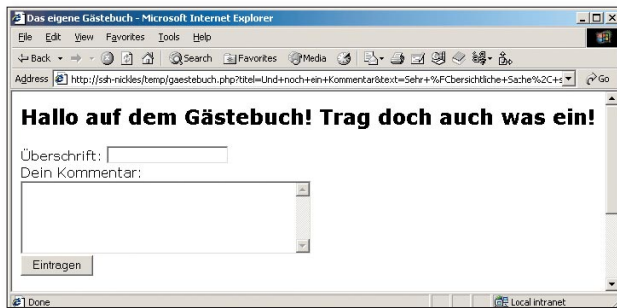 Das eigene Gästebuch - Microsoft Internet Explorer
File Edit View Favorites Tools Help
Back Search Favorites Media
Address http://ssh-nickles/temp/gaestebuch.php?titel=Und+noch+ein+Kommentar&text=Sehr+%FCbersichtliche+Sache%2C+s Go
Hallo auf dem Gästebuch! Trag doch auch was ein!
Überschrift:
Dein Kommentar:
Eintragen
Done Local intranet